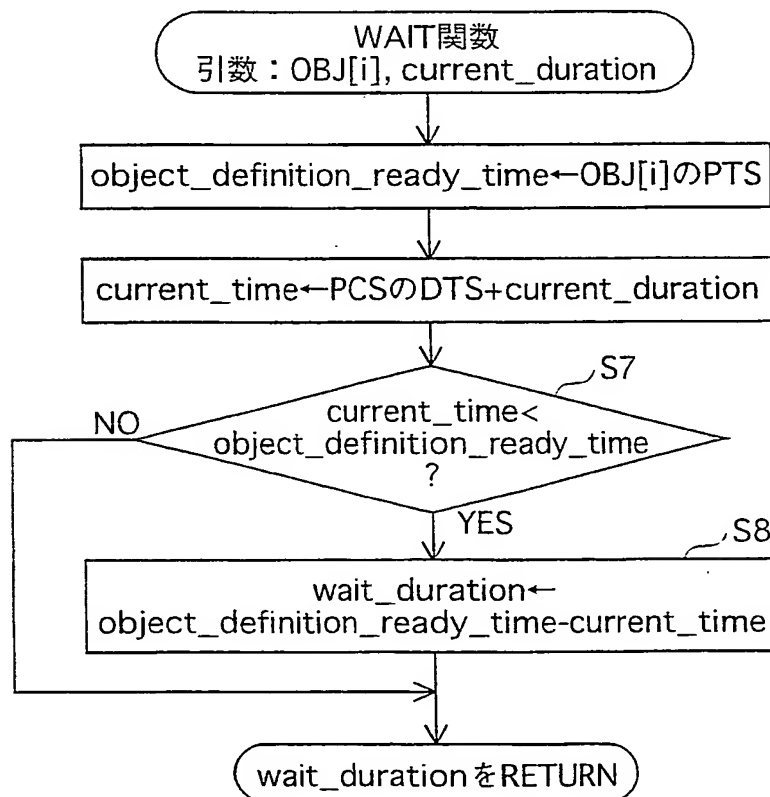 WAIT関数
引数：OBJ[i], current_duration
object_definition_ready_time←OBJ[i]のPTS
current_time←PCSのDTS+current_duration
S7
NO
current_time<
object_definition_ready_time
?
YES
S8
wait_duration←
object_definition_ready_time-current_time
wait_durationをRETURN